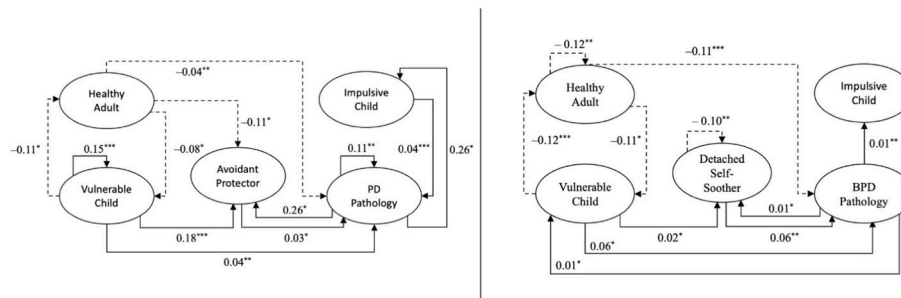 −0.04**
Healthy
Adult
Impulsive
Child
−0.11*
−0.11*
0.15***
−0.08*
Avoidant
Protector
0.11**
0.04***
0.26*
Vulnerable
Child
PD
Pathology
0.26*
0.18***
0.03*
0.04**
− 0.12**
−0.11***
Healthy
Adult
Impulsive
Child
− 0.10**
−0.12***
−0.11*
0.01**
Detached
Self-
Soother
Vulnerable
Child
BPD
Pathology
0.01*
0.02*
0.06**
0.06*
0.01*